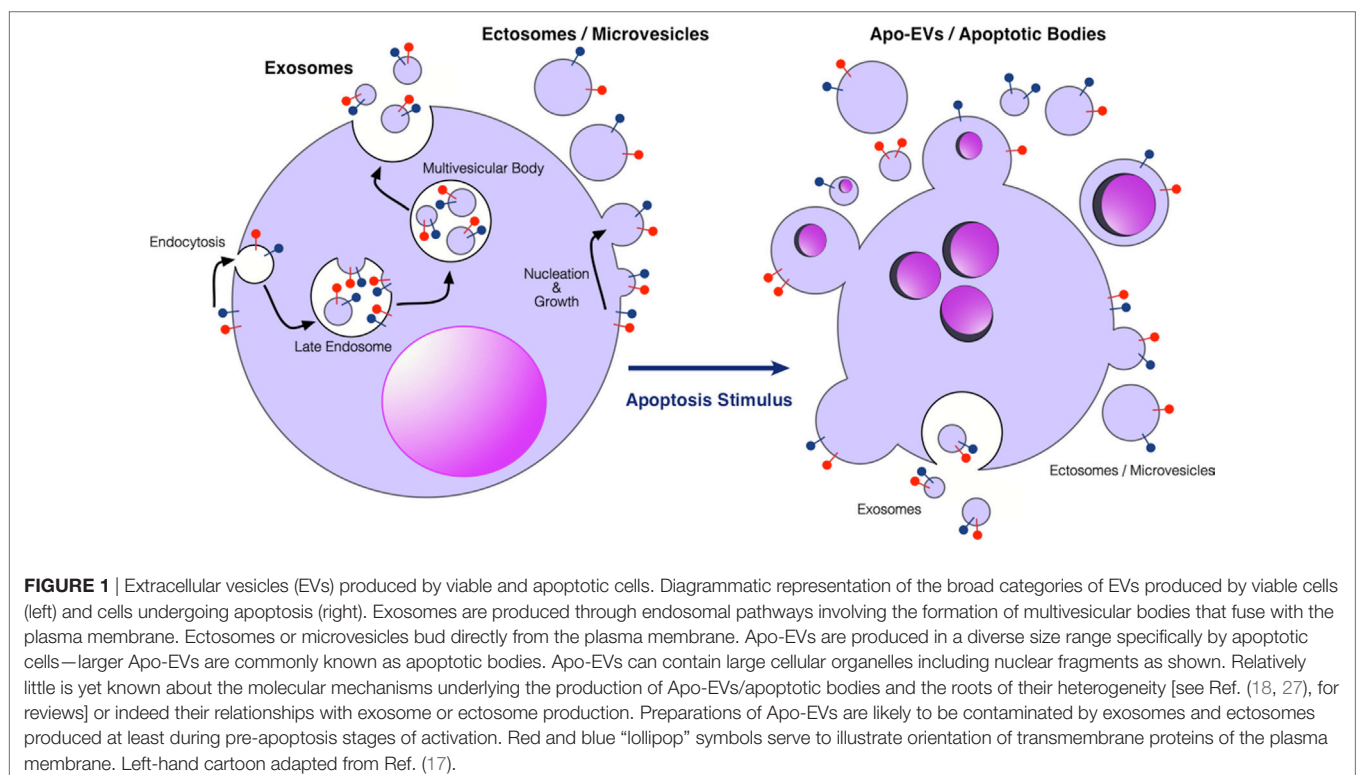 Ectosomes / Microvesicles
Apo-EVs / Apoptotic Bodies
Exosomes
Multivesicular Body
Endocytosis
Nucleation
&
Growth
Late Endosome
Apoptosis Stimulus
Ectosomes / Microvesicles
Exosomes
FIGURE 1 | Extracellular vesicles (EVs) produced by viable and apoptotic cells. Diagrammatic representation of the broad categories of EVs produced by viable cells
(left) and cells undergoing apoptosis (right). Exosomes are produced through endosomal pathways involving the formation of multivesicular bodies that fuse with the
plasma membrane. Ectosomes or microvesicles bud directly from the plasma membrane. Apo-EVs are produced in a diverse size range specifically by apoptotic
cells—larger Apo-EVs are commonly known as apoptotic bodies. Apo-EVs can contain large cellular organelles including nuclear fragments as shown. Relatively
little is yet known about the molecular mechanisms underlying the production of Apo-EVs/apoptotic bodies and the roots of their heterogeneity [see Ref. (18, 27), for
reviews] or indeed their relationships with exosome or ectosome production. Preparations of Apo-EVs are likely to be contaminated by exosomes and ectosomes
produced at least during pre-apoptosis stages of activation. Red and blue “lollipop” symbols serve to illustrate orientation of transmembrane proteins of the plasma
membrane. Left-hand cartoon adapted from Ref. (17).